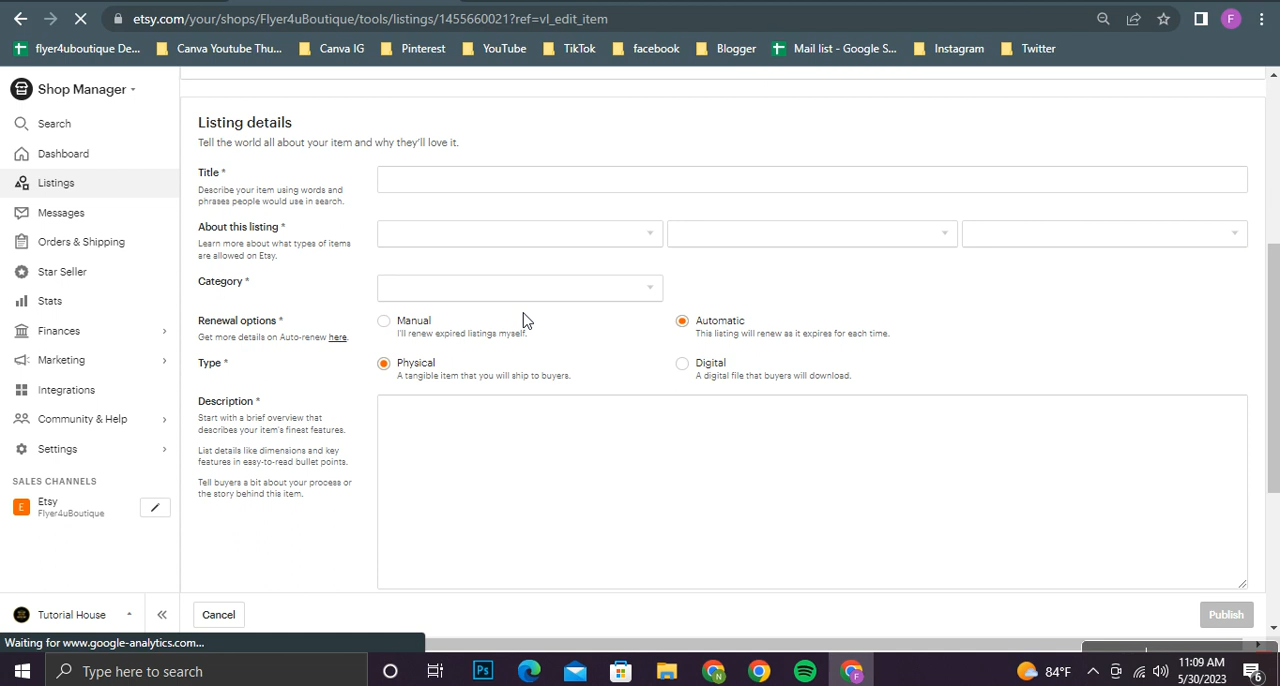 etsy.com/your/shops/Flyer4uBoutique/tools/listings/1455660021?ref=vl_edit_item
F
flyer4uboutique De... Canva Youtube Thu... Canva IG Pinterest YouTube TikTok facebook Blogger Mail list - Google S... Instagram Twitter
Shop Manager
Search
Dashboard
Listings
Messages
Orders & Shipping
Star Seller
Stats
Finances
Marketing
Integrations
Community & Help
Settings
SALES CHANNELS
E
Etsy
Flyer4uBoutique
Tutorial House
Listing details
Tell the world all about your item and why they'll love it.
Title *
Describe your item using words and
phrases people would use in search.
About this listing *
Learn more about what types of items
are allowed on Etsy.
Category *
Renewal options *
Get more details on Auto-renew here.
Manual
I'll renew expired listings myself.
Automatic
This listing will renew as it expires for each time.
Type *
Physical
A tangible item that you will ship to buyers.
Digital
A digital file that buyers will download.
Description *
Start with a brief overview that
describes your item's finest features.
List details like dimensions and key
features in easy-to-read bullet points.
Tell buyers a bit about your process or
the story behind this item.
Cancel
Publish
Waiting for www.google-analytics.com...
Type here to search
Ps
N
F
84°F
11:09 AM
5/30/2023
6